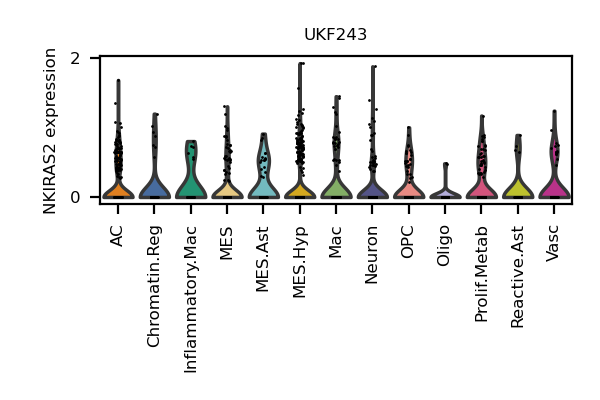 UKF243
NKIRAS2 expression
2
0
AC
Chromatin.Reg
Inflammatory.Mac
MES
MES.Ast
MES.Hyp
Mac
Neuron
OPC
Oligo
Prolif.Metab
Reactive.Ast
Vasc